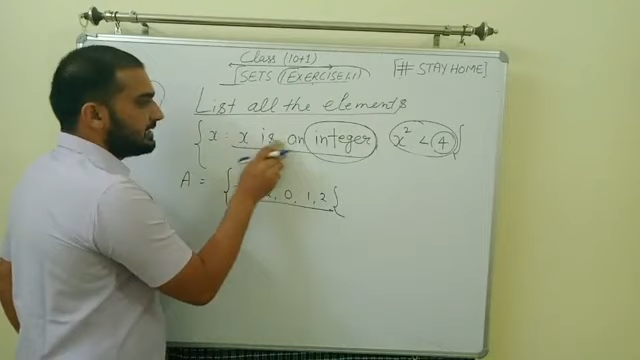 Class (10+1)
SETS (EXERCISE 1.1) [# STAY HOME]
List all the elements
{ x : x is an integer x² < 4 {
A = { , 0, 1, 2 {